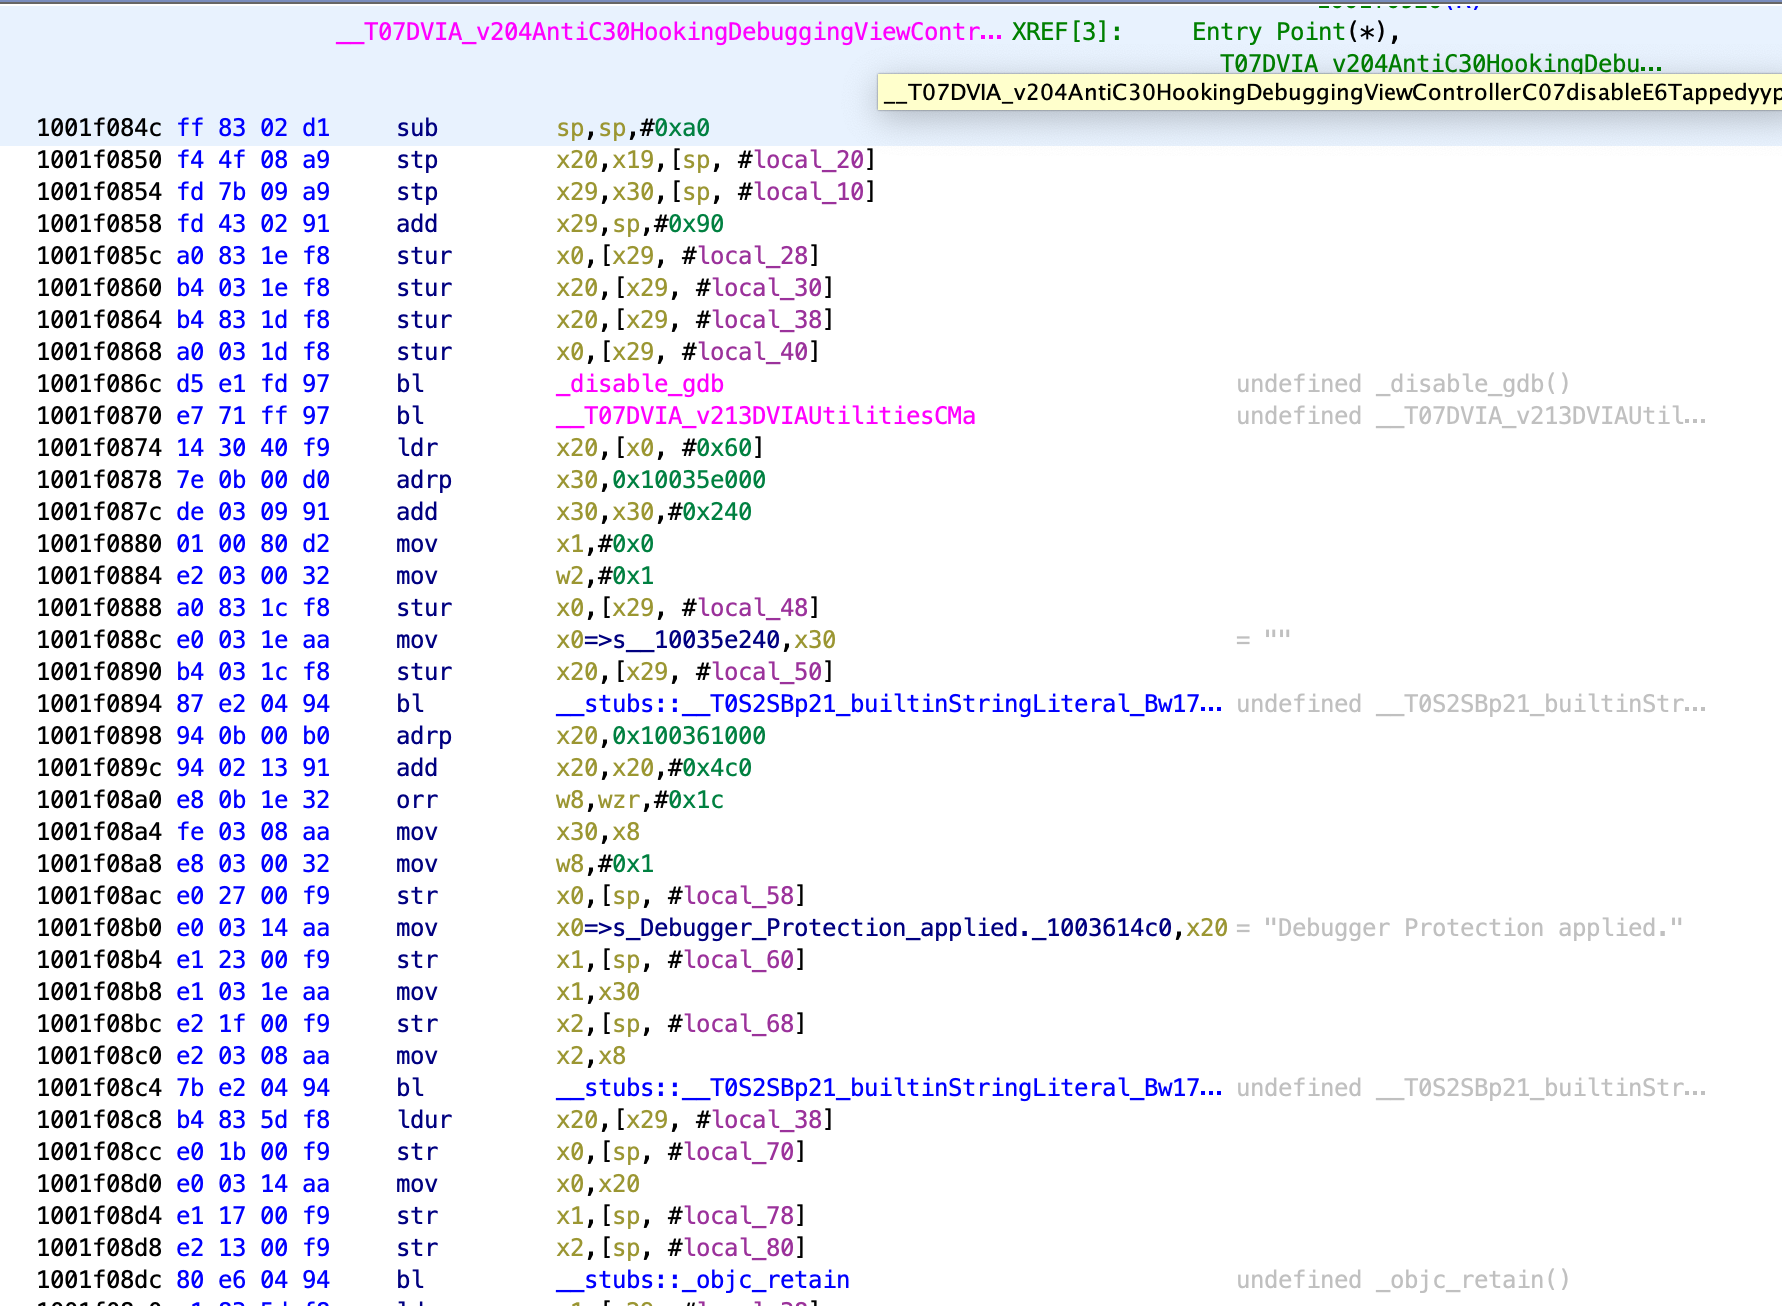 __T07DVIA_v204AntiC30HookingDebuggingViewContr... XREF[3]: Entry Point(*),
T07DVIA_v204AntiC30HookingDebu...
__T07DVIA_v204AntiC30HookingDebuggingViewControllerC07disableE6Tappedyyp
1001f084c ff 83 02 d1 sub sp,sp,#0xa0
1001f0850 f4 4f 08 a9 stp x20,x19,[sp, #local_20]
1001f0854 fd 7b 09 a9 stp x29,x30,[sp, #local_10]
1001f0858 fd 43 02 91 add x29,sp,#0x90
1001f085c a0 83 1e f8 stur x0,[x29, #local_28]
1001f0860 b4 03 1e f8 stur x20,[x29, #local_30]
1001f0864 b4 83 1d f8 stur x20,[x29, #local_38]
1001f0868 a0 03 1d f8 stur x0,[x29, #local_40]
1001f086c d5 e1 fd 97 bl _disable_gdb undefined _disable_gdb()
1001f0870 e7 71 ff 97 bl __T07DVIA_v213DVIAUtilitiesCMa undefined __T07DVIA_v213DVIAUtil...
1001f0874 14 30 40 f9 ldr x20,[x0, #0x60]
1001f0878 7e 0b 00 d0 adrp x30,0x10035e000
1001f087c de 03 09 91 add x30,x30,#0x240
1001f0880 01 00 80 d2 mov x1,#0x0
1001f0884 e2 03 00 32 mov w2,#0x1
1001f0888 a0 83 1c f8 stur x0,[x29, #local_48]
1001f088c e0 03 1e aa mov x0=>s__10035e240,x30 = ""
1001f0890 b4 03 1c f8 stur x20,[x29, #local_50]
1001f0894 87 e2 04 94 bl __stubs::__T0S2SBp21_builtinStringLiteral_Bw17... undefined __T0S2SBp21_builtinStr...
1001f0898 94 0b 00 b0 adrp x20,0x100361000
1001f089c 94 02 13 91 add x20,x20,#0x4c0
1001f08a0 e8 0b 1e 32 orr w8,wzr,#0x1c
1001f08a4 fe 03 08 aa mov x30,x8
1001f08a8 e8 03 00 32 mov w8,#0x1
1001f08ac e0 27 00 f9 str x0,[sp, #local_58]
1001f08b0 e0 03 14 aa mov x0=>s_Debugger_Protection_applied._1003614c0,x20 = "Debugger Protection applied."
1001f08b4 e1 23 00 f9 str x1,[sp, #local_60]
1001f08b8 e1 03 1e aa mov x1,x30
1001f08bc e2 1f 00 f9 str x2,[sp, #local_68]
1001f08c0 e2 03 08 aa mov x2,x8
1001f08c4 7b e2 04 94 bl __stubs::__T0S2SBp21_builtinStringLiteral_Bw17... undefined __T0S2SBp21_builtinStr...
1001f08c8 b4 83 5d f8 ldur x20,[x29, #local_38]
1001f08cc e0 1b 00 f9 str x0,[sp, #local_70]
1001f08d0 e0 03 14 aa mov x0,x20
1001f08d4 e1 17 00 f9 str x1,[sp, #local_78]
1001f08d8 e2 13 00 f9 str x2,[sp, #local_80]
1001f08dc 80 e6 04 94 bl __stubs::_objc_retain undefined _objc_retain()